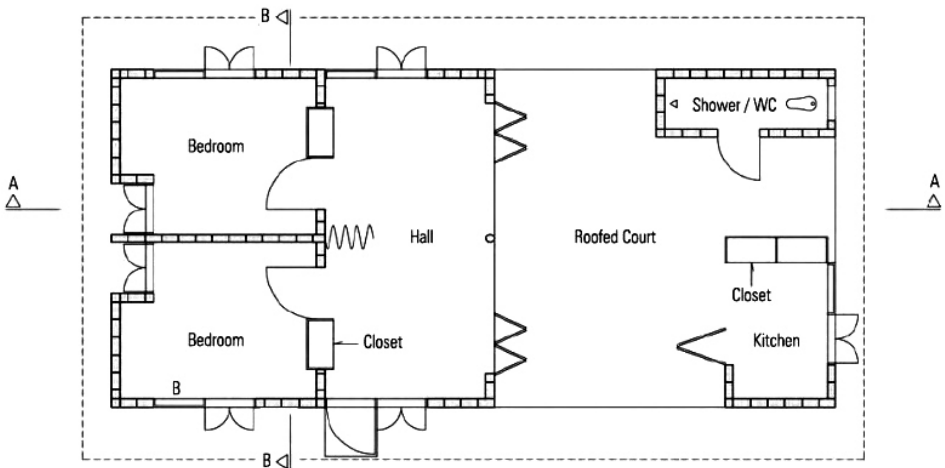 B
Shower / WC
Bedroom
A
A
Hall
Roofed Court
Closet
Bedroom
Closet
Kitchen
B
B